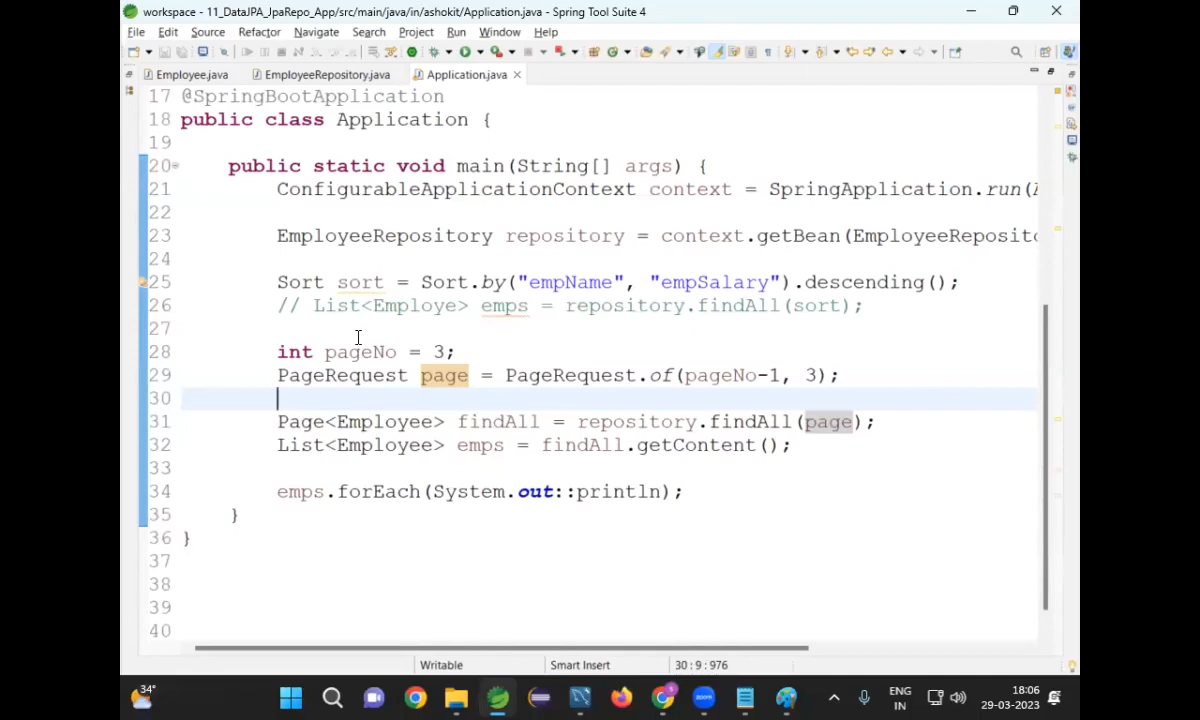 workspace - 11_DataJPA_JpaRepo_App/src/main/java/in/ashokit/Application.java - Spring Tool Suite 4
File Edit Source Refactor Navigate Search Project Run Window Help
Employee.java EmployeeRepository.java Application.java
17 @SpringBootApplication
18 public class Application {
19
20 public static void main(String[] args) {
21 ConfigurableApplicationContext context = SpringApplication.run(
22
23 EmployeeRepository repository = context.getBean(EmployeeReposito
24
25 Sort sort = Sort.by("empName", "empSalary").descending();
26 // List<Employe> emps = repository.findAll(sort);
27
28 int pageNo = 3;
29 PageRequest page = PageRequest.of(pageNo-1, 3);
30
31 Page<Employee> findAll = repository.findAll(page);
32 List<Employee> emps = findAll.getContent();
33
34 emps.forEach(System.out::println);
35 }
36 }
37
38
39
40
Writable Smart Insert 30 : 9 : 976
34°
zoom
ENG
IN
18:06
29-03-2023